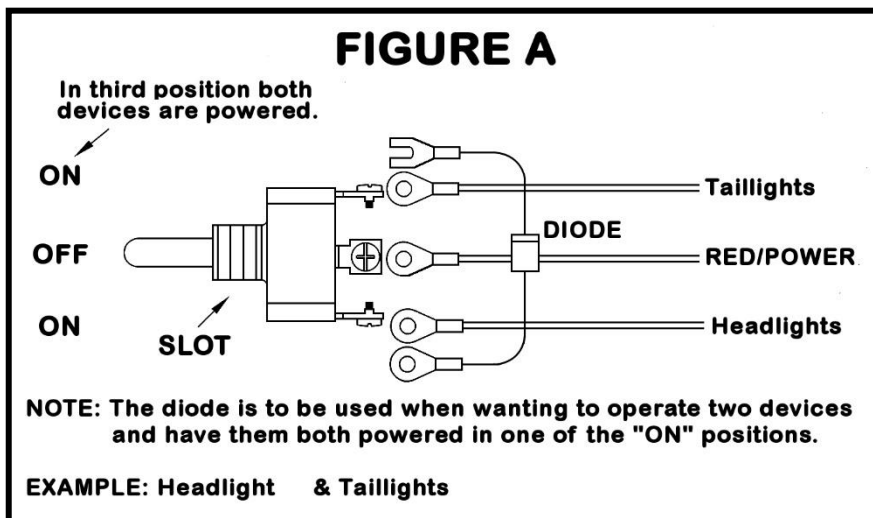 FIGURE A
In third position both
devices are powered.
ON
Taillights
DIODE
OFF
RED/POWER
ON
SLOT
Headlights
NOTE: The diode is to be used when wanting to operate two devices
and have them both powered in one of the "ON" positions.
EXAMPLE: Headlight & Taillights